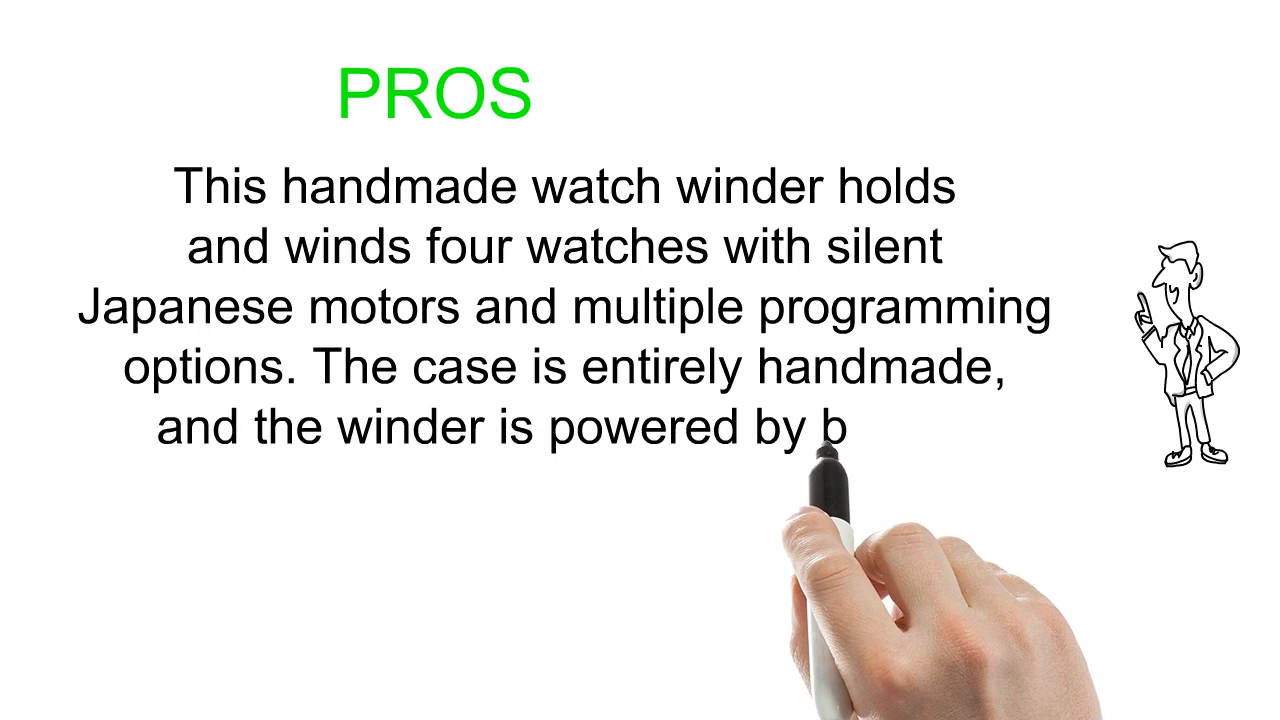 PROS
This handmade watch winder holds
and winds four watches with silent
Japanese motors and multiple programming
options. The case is entirely handmade,
and the winder is powered by b